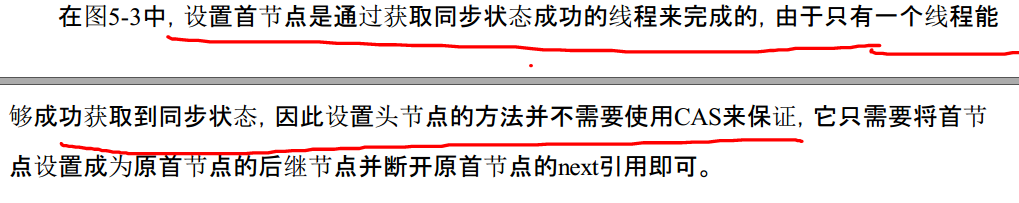 在图5-3中，设置首节点是通过获取同步状态成功的线程来完成的，由于只有一个线程能
够成功获取到同步状态，因此设置头节点的方法并不需要使用CAS来保证，它只需要将首节
点设置成为原首节点的后继节点并断开原首节点的next引用即可。